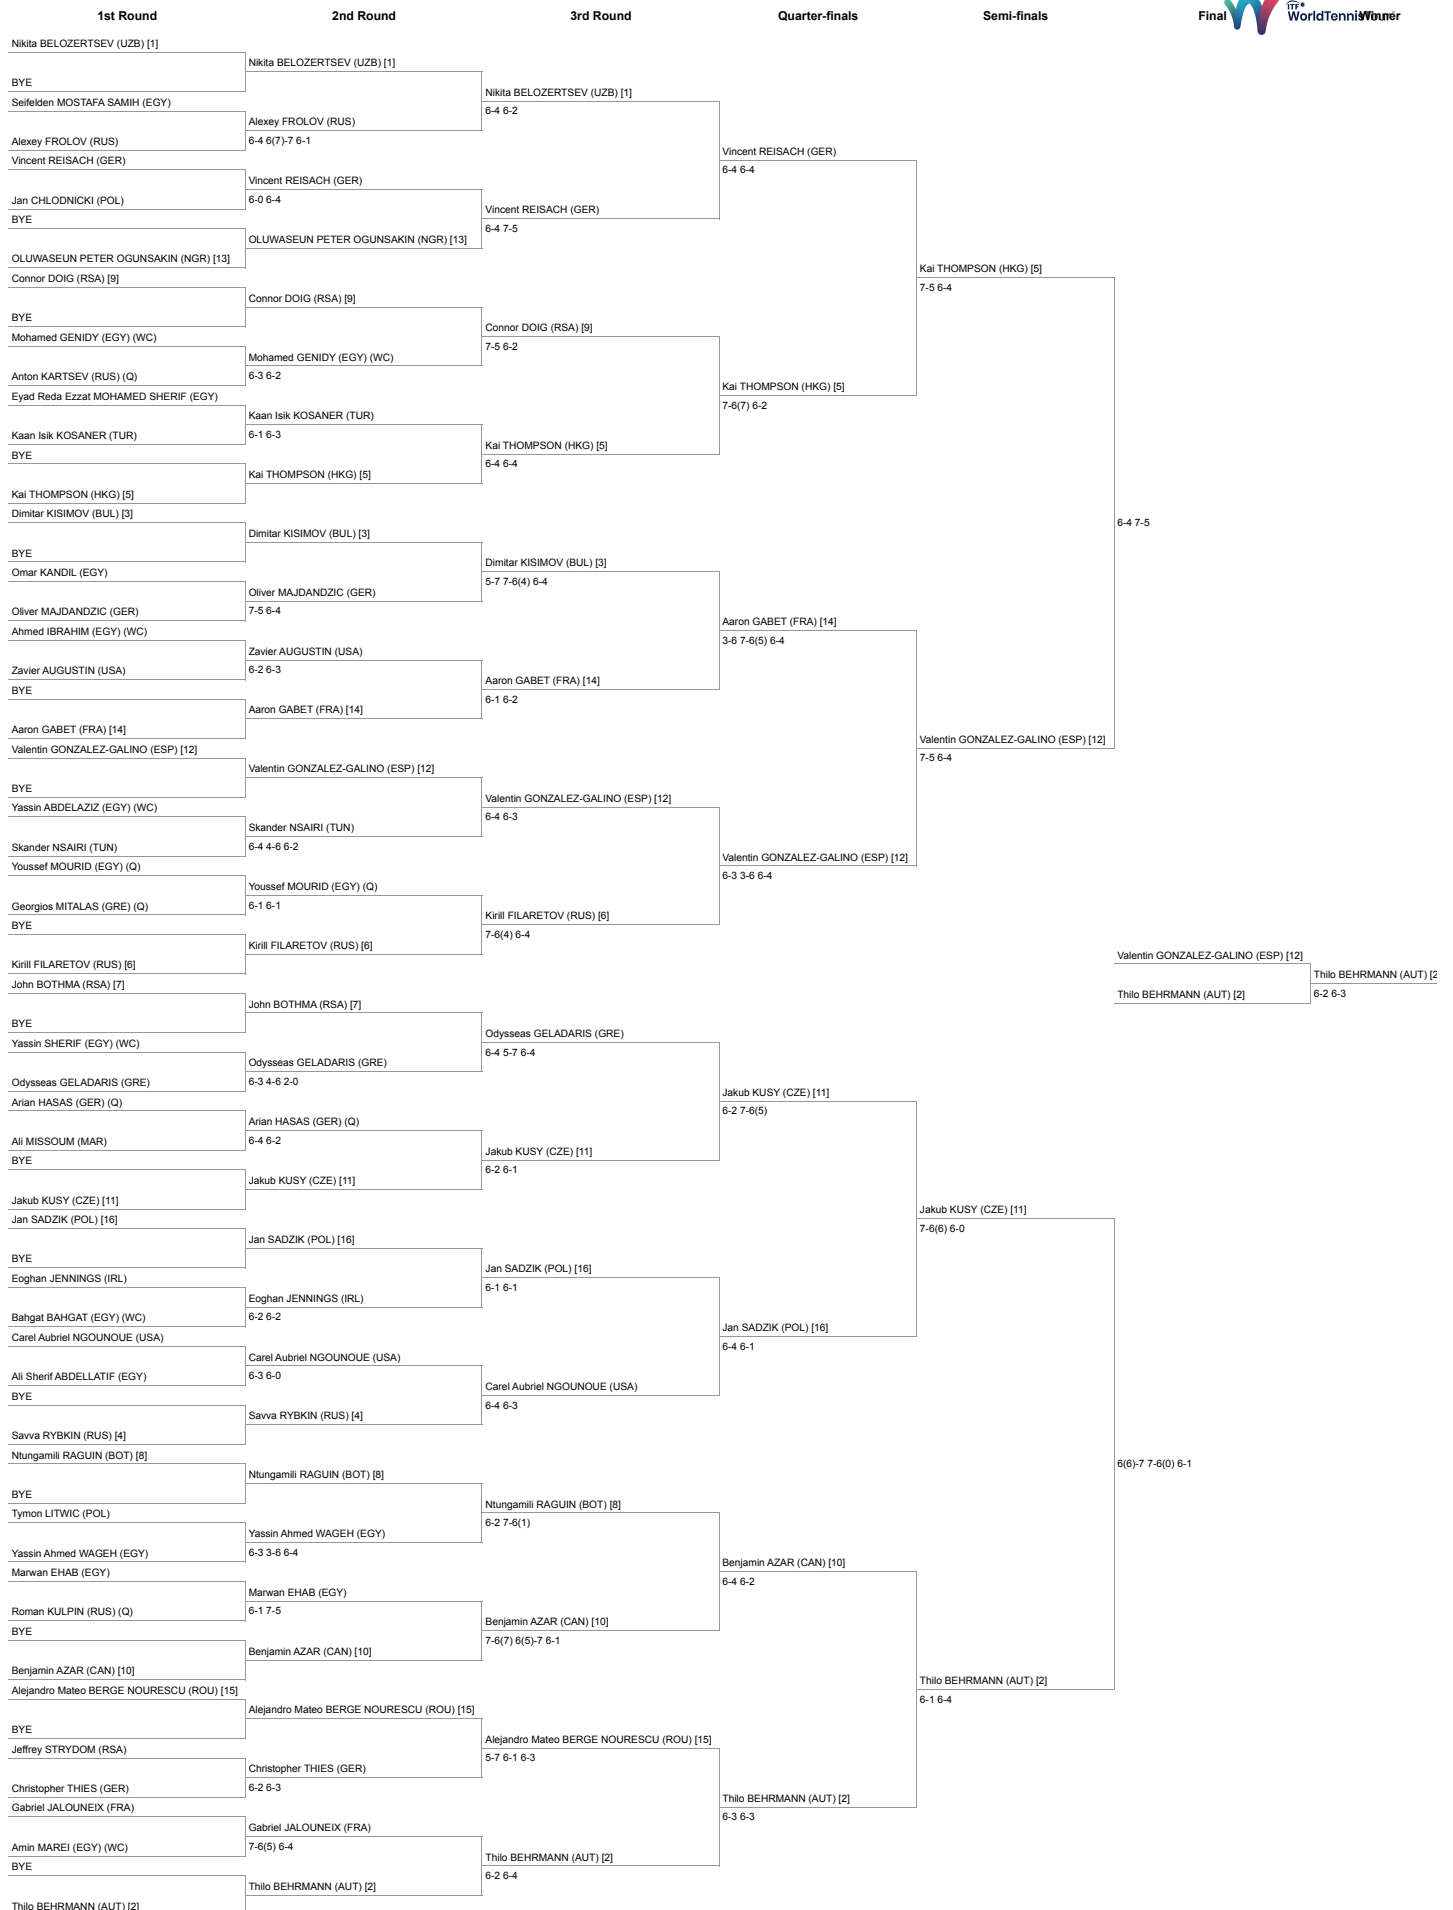 1st Round 2nd Round 3rd Round Quarter-finals Semi-finals Final Winner
ITF®
WorldTennisTour
Nikita BELOZERTSEV (UZB) [1]
BYE
Seifelden MOSTAFA SAMIH (EGY)
Alexey FROLOV (RUS)
Vincent REISACH (GER)
Jan CHLODNICKI (POL)
BYE
OLUWASEUN PETER OGUNSAKIN (NGR) [13]
Connor DOIG (RSA) [9]
BYE
Mohamed GENIDY (EGY) (WC)
Anton KARTSEV (RUS) (Q)
Eyad Reda Ezzat MOHAMED SHERIF (EGY)
Kaan Isik KOSANER (TUR)
BYE
Kai THOMPSON (HKG) [5]
Dimitar KISIMOV (BUL) [3]
BYE
Omar KANDIL (EGY)
Oliver MAJDANDZIC (GER)
Ahmed IBRAHIM (EGY) (WC)
Zavier AUGUSTIN (USA)
BYE
Aaron GABET (FRA) [14]
Valentin GONZALEZ-GALINO (ESP) [12]
BYE
Yassin ABDELAZIZ (EGY) (WC)
Skander NSAIRI (TUN)
Youssef MOURID (EGY) (Q)
Georgios MITALAS (GRE) (Q)
BYE
Kirill FILARETOV (RUS) [6]
John BOTHMA (RSA) [7]
BYE
Yassin SHERIF (EGY) (WC)
Odysseas GELADARIS (GRE)
Arian HASAS (GER) (Q)
Ali MISSOUM (MAR)
BYE
Jakub KUSY (CZE) [11]
Jan SADZIK (POL) [16]
BYE
Eoghan JENNINGS (IRL)
Bahgat BAHGAT (EGY) (WC)
Carel Aubriel NGOUNOUE (USA)
Ali Sherif ABDELLATIF (EGY)
BYE
Savva RYBKIN (RUS) [4]
Ntungamili RAGUIN (BOT) [8]
BYE
Tymon LITWIC (POL)
Yassin Ahmed WAGEH (EGY)
Marwan EHAB (EGY)
Roman KULPIN (RUS) (Q)
BYE
Benjamin AZAR (CAN) [10]
Alejandro Mateo BERGE NOURESCU (ROU) [15]
BYE
Jeffrey STRYDOM (RSA)
Christopher THIES (GER)
Gabriel JALOUNEIX (FRA)
Amin MAREI (EGY) (WC)
BYE
Thilo BEHRMANN (AUT) [2]
Nikita BELOZERTSEV (UZB) [1]
Alexey FROLOV (RUS)
6-4 6(7)-7 6-1
Vincent REISACH (GER)
6-0 6-4
OLUWASEUN PETER OGUNSAKIN (NGR) [13]
Connor DOIG (RSA) [9]
Mohamed GENIDY (EGY) (WC)
6-3 6-2
Kaan Isik KOSANER (TUR)
6-1 6-3
Kai THOMPSON (HKG) [5]
Dimitar KISIMOV (BUL) [3]
Oliver MAJDANDZIC (GER)
7-5 6-4
Zavier AUGUSTIN (USA)
6-2 6-3
Aaron GABET (FRA) [14]
Valentin GONZALEZ-GALINO (ESP) [12]
Skander NSAIRI (TUN)
6-4 4-6 6-2
Youssef MOURID (EGY) (Q)
6-1 6-1
Kirill FILARETOV (RUS) [6]
John BOTHMA (RSA) [7]
Odysseas GELADARIS (GRE)
6-3 4-6 2-0
Arian HASAS (GER) (Q)
6-4 6-2
Jakub KUSY (CZE) [11]
Jan SADZIK (POL) [16]
Eoghan JENNINGS (IRL)
6-2 6-2
Carel Aubriel NGOUNOUE (USA)
6-3 6-0
Savva RYBKIN (RUS) [4]
Ntungamili RAGUIN (BOT) [8]
Yassin Ahmed WAGEH (EGY)
6-3 3-6 6-4
Marwan EHAB (EGY)
6-1 7-5
Benjamin AZAR (CAN) [10]
Alejandro Mateo BERGE NOURESCU (ROU) [15]
Christopher THIES (GER)
6-2 6-3
Gabriel JALOUNEIX (FRA)
7-6(5) 6-4
Thilo BEHRMANN (AUT) [2]
Nikita BELOZERTSEV (UZB) [1]
6-4 6-2
Vincent REISACH (GER)
6-4 7-5
Connor DOIG (RSA) [9]
7-5 6-2
Kai THOMPSON (HKG) [5]
6-4 6-4
Dimitar KISIMOV (BUL) [3]
5-7 7-6(4) 6-4
Aaron GABET (FRA) [14]
6-1 6-2
Valentin GONZALEZ-GALINO (ESP) [12]
6-4 6-3
Kirill FILARETOV (RUS) [6]
7-6(4) 6-4
Odysseas GELADARIS (GRE)
6-4 5-7 6-4
Jakub KUSY (CZE) [11]
6-2 6-1
Jan SADZIK (POL) [16]
6-1 6-1
Carel Aubriel NGOUNOUE (USA)
6-4 6-3
Ntungamili RAGUIN (BOT) [8]
6-2 7-6(1)
Benjamin AZAR (CAN) [10]
7-6(7) 6(5)-7 6-1
Alejandro Mateo BERGE NOURESCU (ROU) [15]
5-7 6-1 6-3
Thilo BEHRMANN (AUT) [2]
6-2 6-4
Vincent REISACH (GER)
6-4 6-4
Kai THOMPSON (HKG) [5]
7-6(7) 6-2
Aaron GABET (FRA) [14]
3-6 7-6(5) 6-4
Valentin GONZALEZ-GALINO (ESP) [12]
6-3 3-6 6-4
Jakub KUSY (CZE) [11]
6-2 7-6(5)
Jan SADZIK (POL) [16]
6-4 6-1
Benjamin AZAR (CAN) [10]
6-4 6-2
Thilo BEHRMANN (AUT) [2]
6-3 6-3
Kai THOMPSON (HKG) [5]
7-5 6-4
Valentin GONZALEZ-GALINO (ESP) [12]
7-5 6-4
Jakub KUSY (CZE) [11]
7-6(6) 6-0
Thilo BEHRMANN (AUT) [2]
6-1 6-4
6-4 7-5
Valentin GONZALEZ-GALINO (ESP) [12]
Thilo BEHRMANN (AUT) [2]
6(6)-7 7-6(0) 6-1
Thilo BEHRMANN (AUT) [2
6-2 6-3